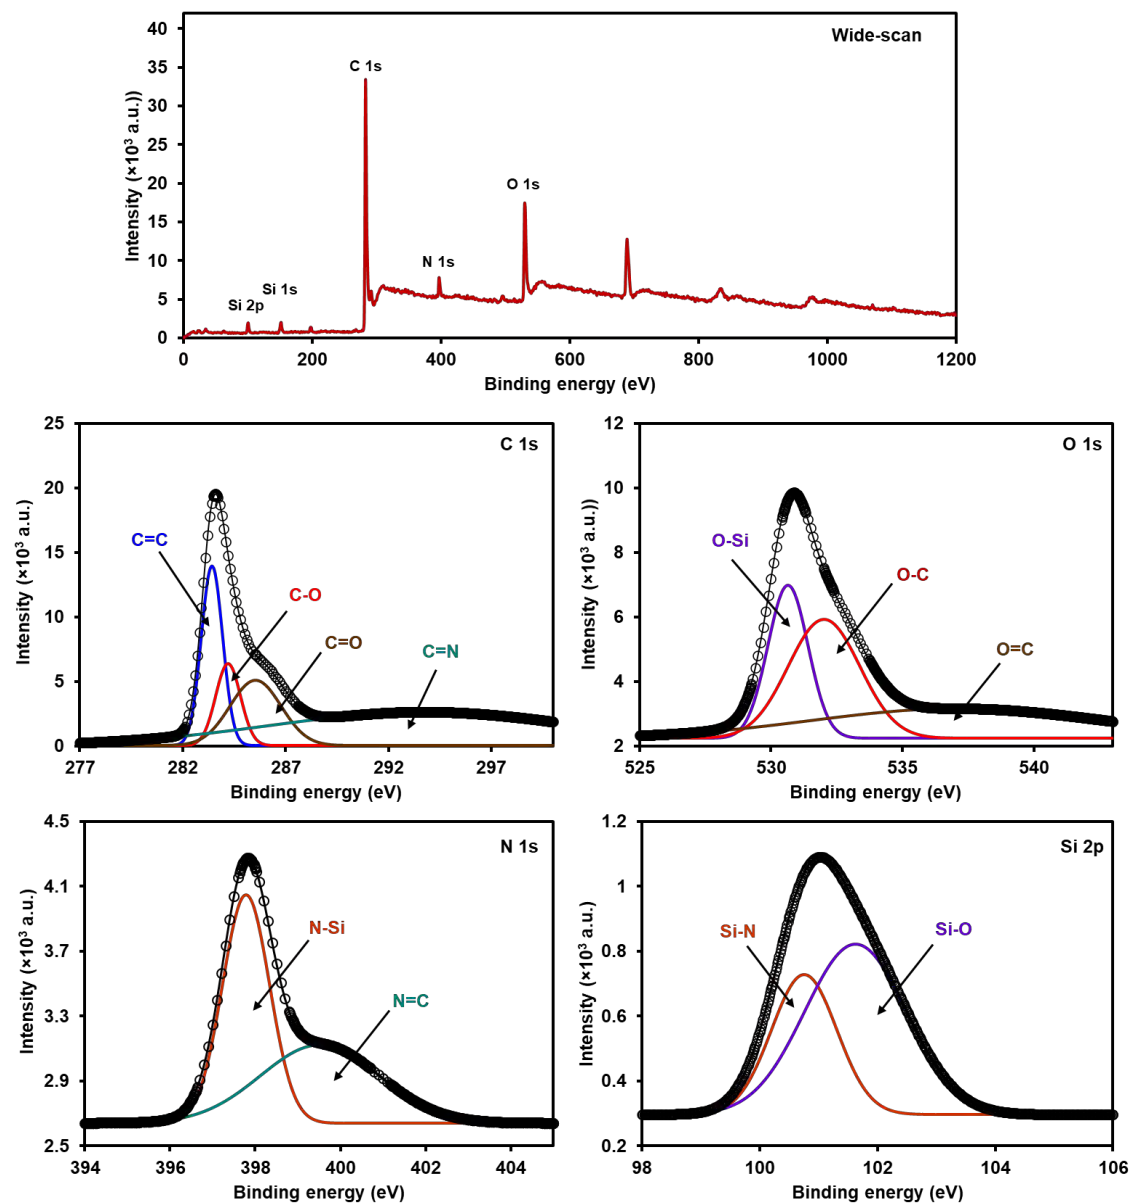 Wide-scan
Intensity (×10³ a.u.))
40
35
30
25
20
15
10
5
0
C 1s
O 1s
N 1s
Si 1s
Si 2p
0 200 400 600 800 1000 1200
Binding energy (eV)
C 1s
Intensity (×10³ a.u.)
25
20
15
10
5
0
C=C
C-O
C=O
C=N
277 282 287 292 297
Binding energy (eV)
O 1s
Intensity (×10³ a.u.))
12
10
8
6
4
2
O-Si
O-C
O=C
525 530 535 540
Binding energy (eV)
N 1s
Intensity (×10³ a.u.)
4.5
4.1
3.7
3.3
2.9
2.5
N-Si
N=C
394 396 398 400 402 404
Binding energy (eV)
Si 2p
Intensity (×10³ a.u.)
1.2
1
0.8
0.6
0.4
0.2
Si-N
Si-O
98 100 102 104 106
Binding energy (eV)